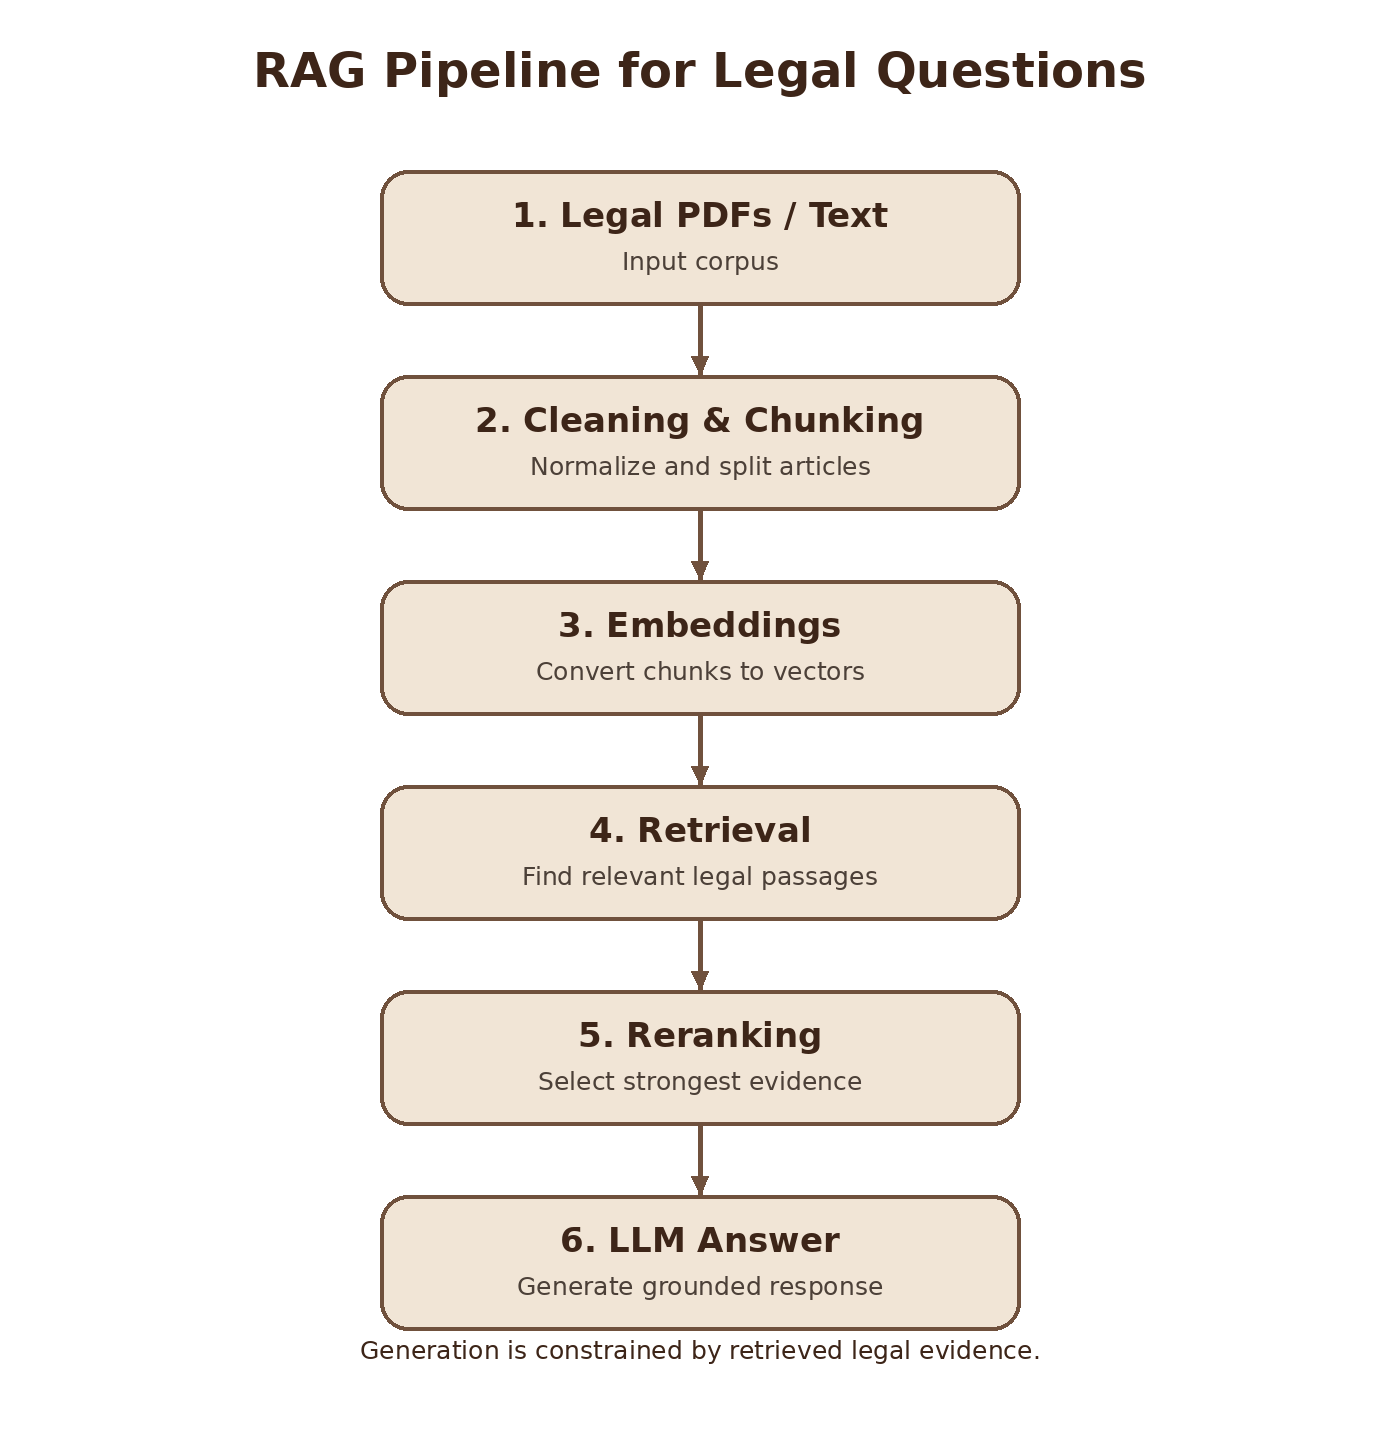 RAG Pipeline for Legal Questions
1. Legal PDFs / Text
Input corpus
2. Cleaning & Chunking
Normalize and split articles
3. Embeddings
Convert chunks to vectors
4. Retrieval
Find relevant legal passages
5. Reranking
Select strongest evidence
6. LLM Answer
Generate grounded response
Generation is constrained by retrieved legal evidence.